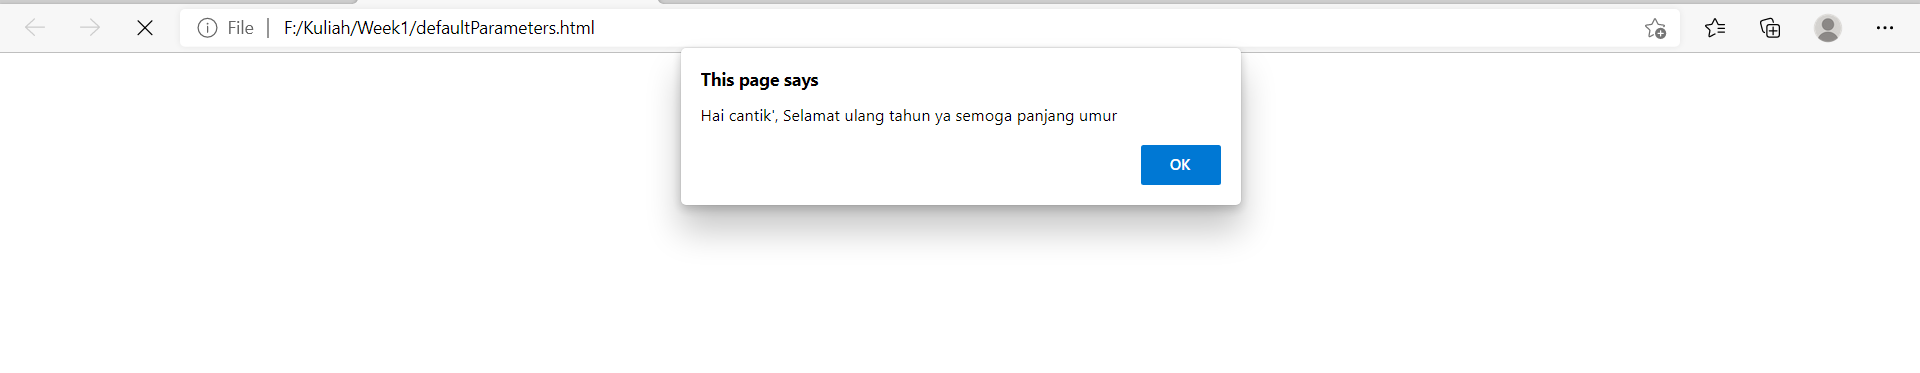 File | F:/Kuliah/Week1/defaultParameters.html
This page says
Hai cantik', Selamat ulang tahun ya semoga panjang umur
OK